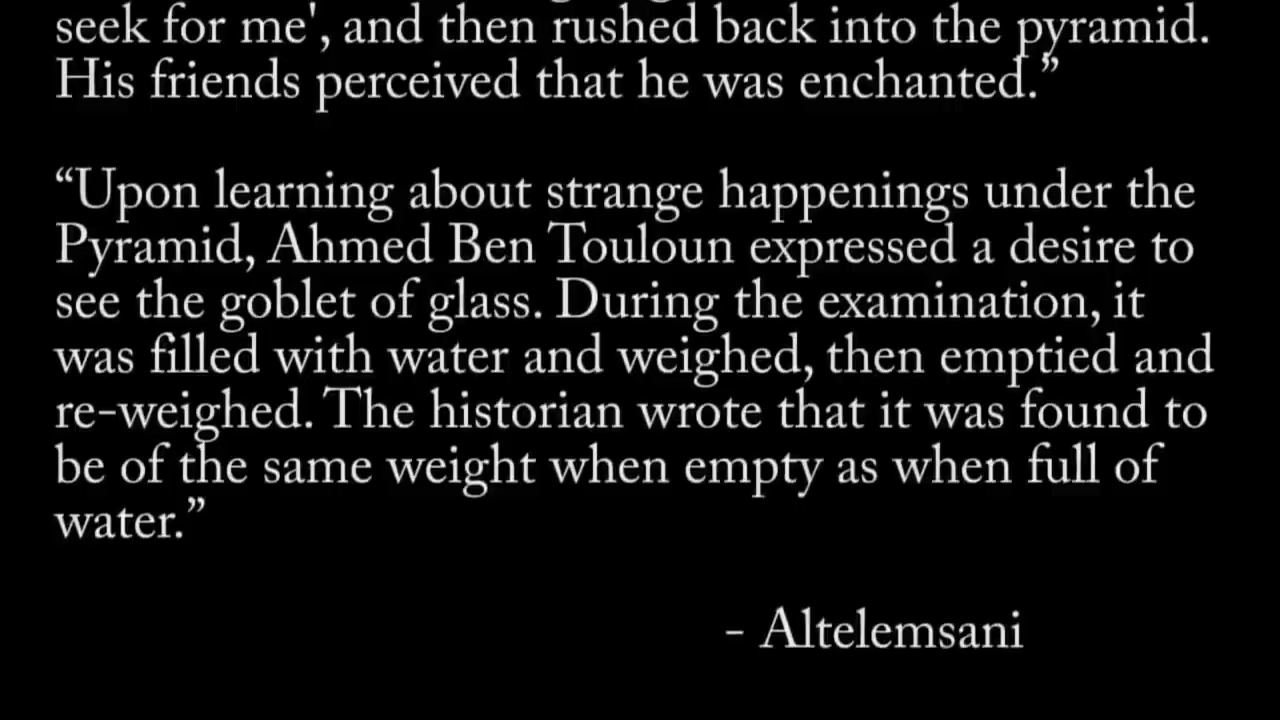 seek for me', and then rushed back into the pyramid.
His friends perceived that he was enchanted.”
“Upon learning about strange happenings under the
Pyramid, Ahmed Ben Touloun expressed a desire to
see the goblet of glass. During the examination, it
was filled with water and weighed, then emptied and
re-weighed. The historian wrote that it was found to
be of the same weight when empty as when full of
water.”
- Altelemsani